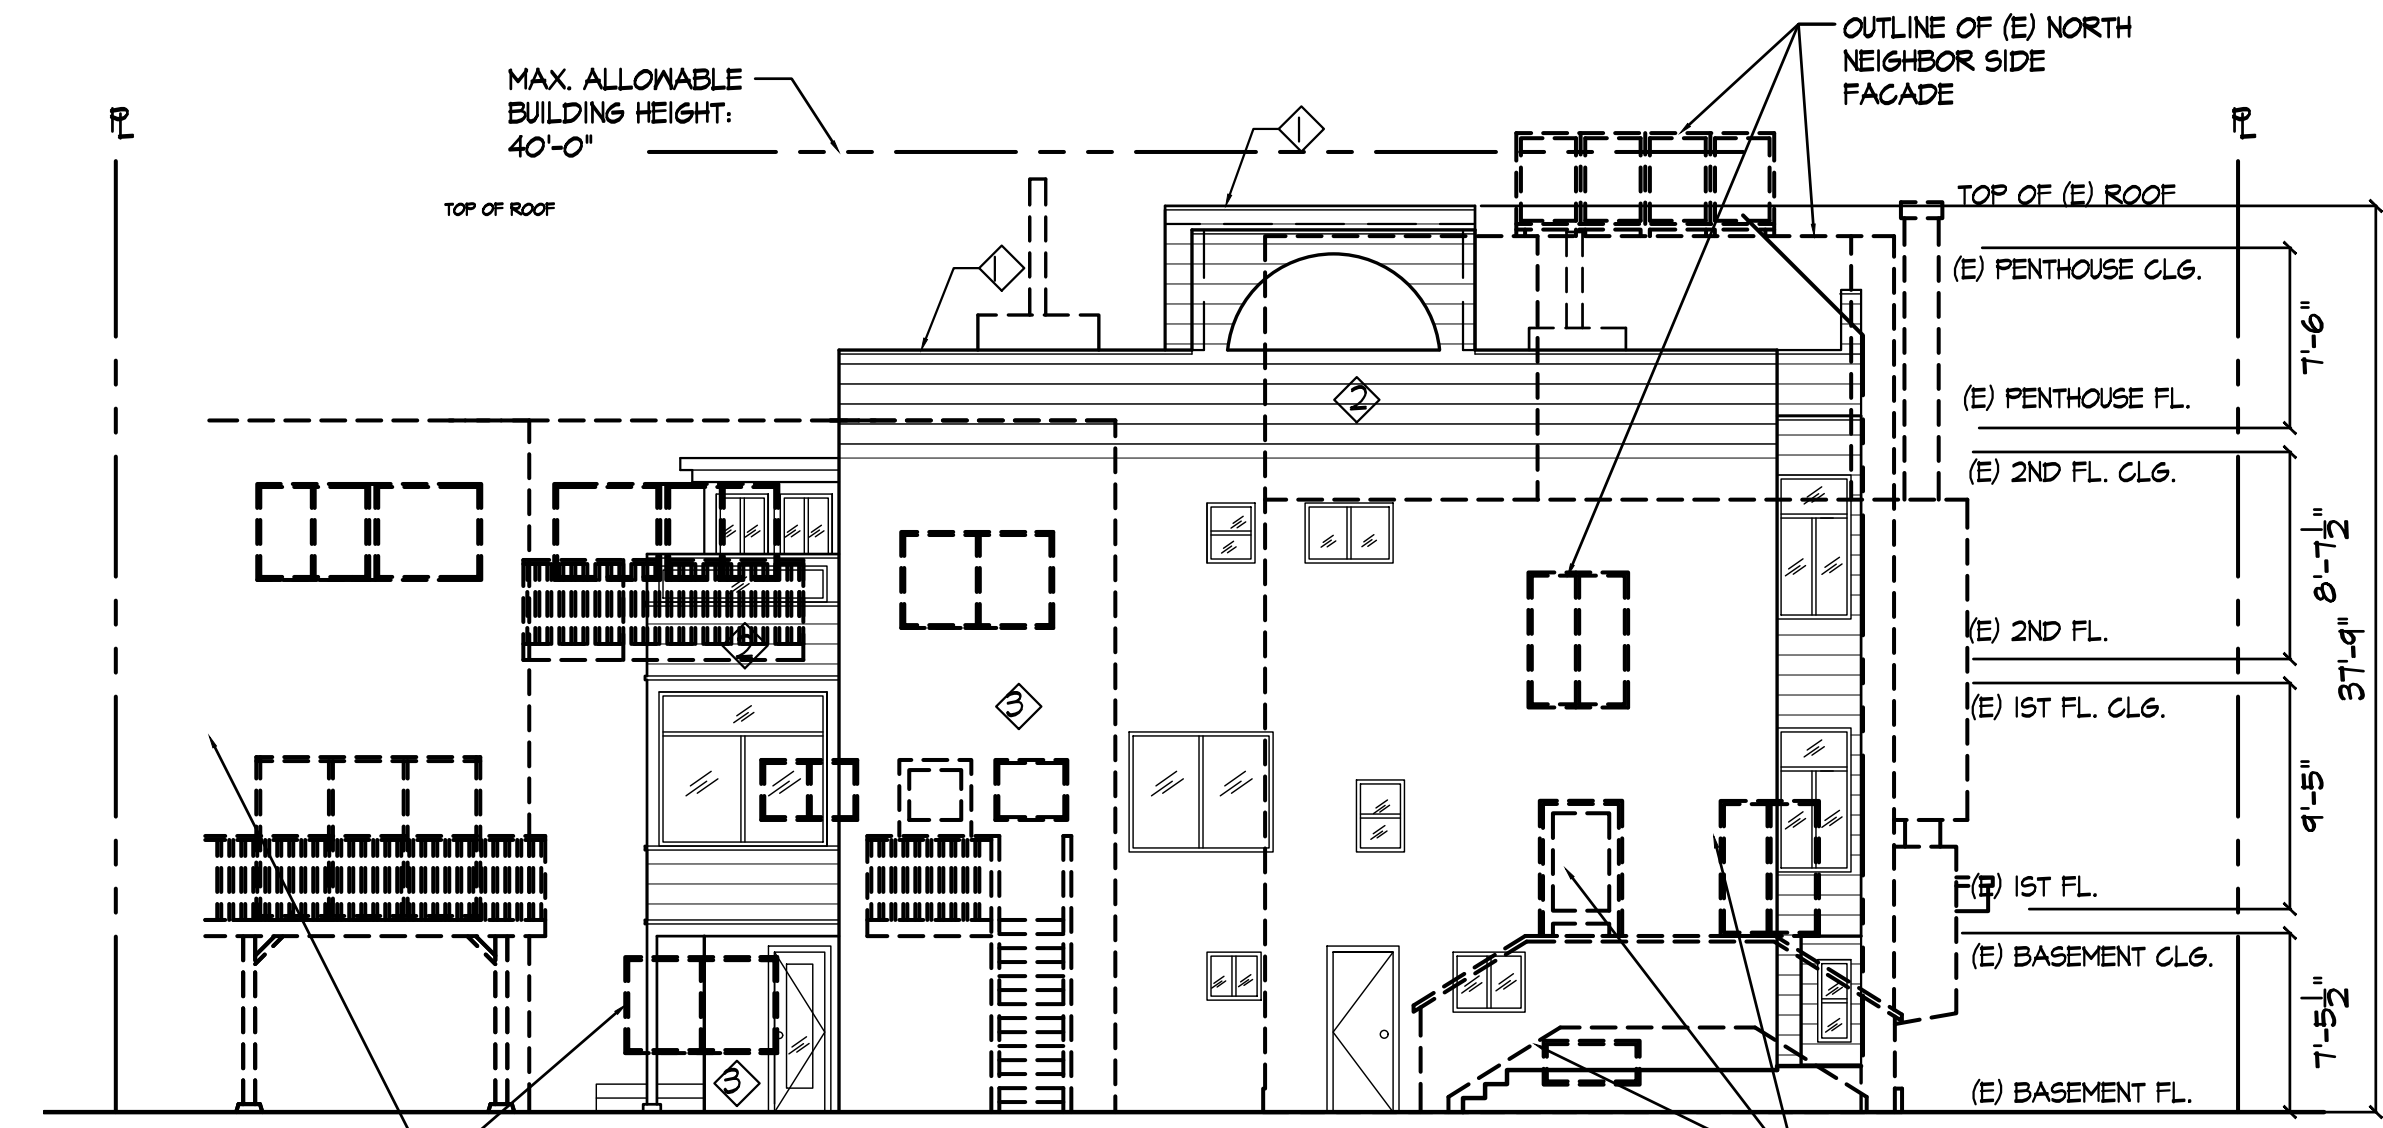 OUTLINE OF (E) NORTH
NEIGHBOR SIDE
FACADE
MAX. ALLOWABLE
BUILDING HEIGHT:
40'-0"
PL
PL
1
TOP OF (E) ROOF
TOP OF ROOF
1
(E) PENTHOUSE CLG.
7'-6"
2
(E) PENTHOUSE FL.
(E) 2ND FL. CLG.
8'-7 1/2"
2
(E) 2ND FL.
37'-9"
3
(E) 1ST FL. CLG.
9'-5"
(E) 1ST FL.
(E) BASEMENT CLG.
7'-5 1/2"
3
(E) BASEMENT FL.